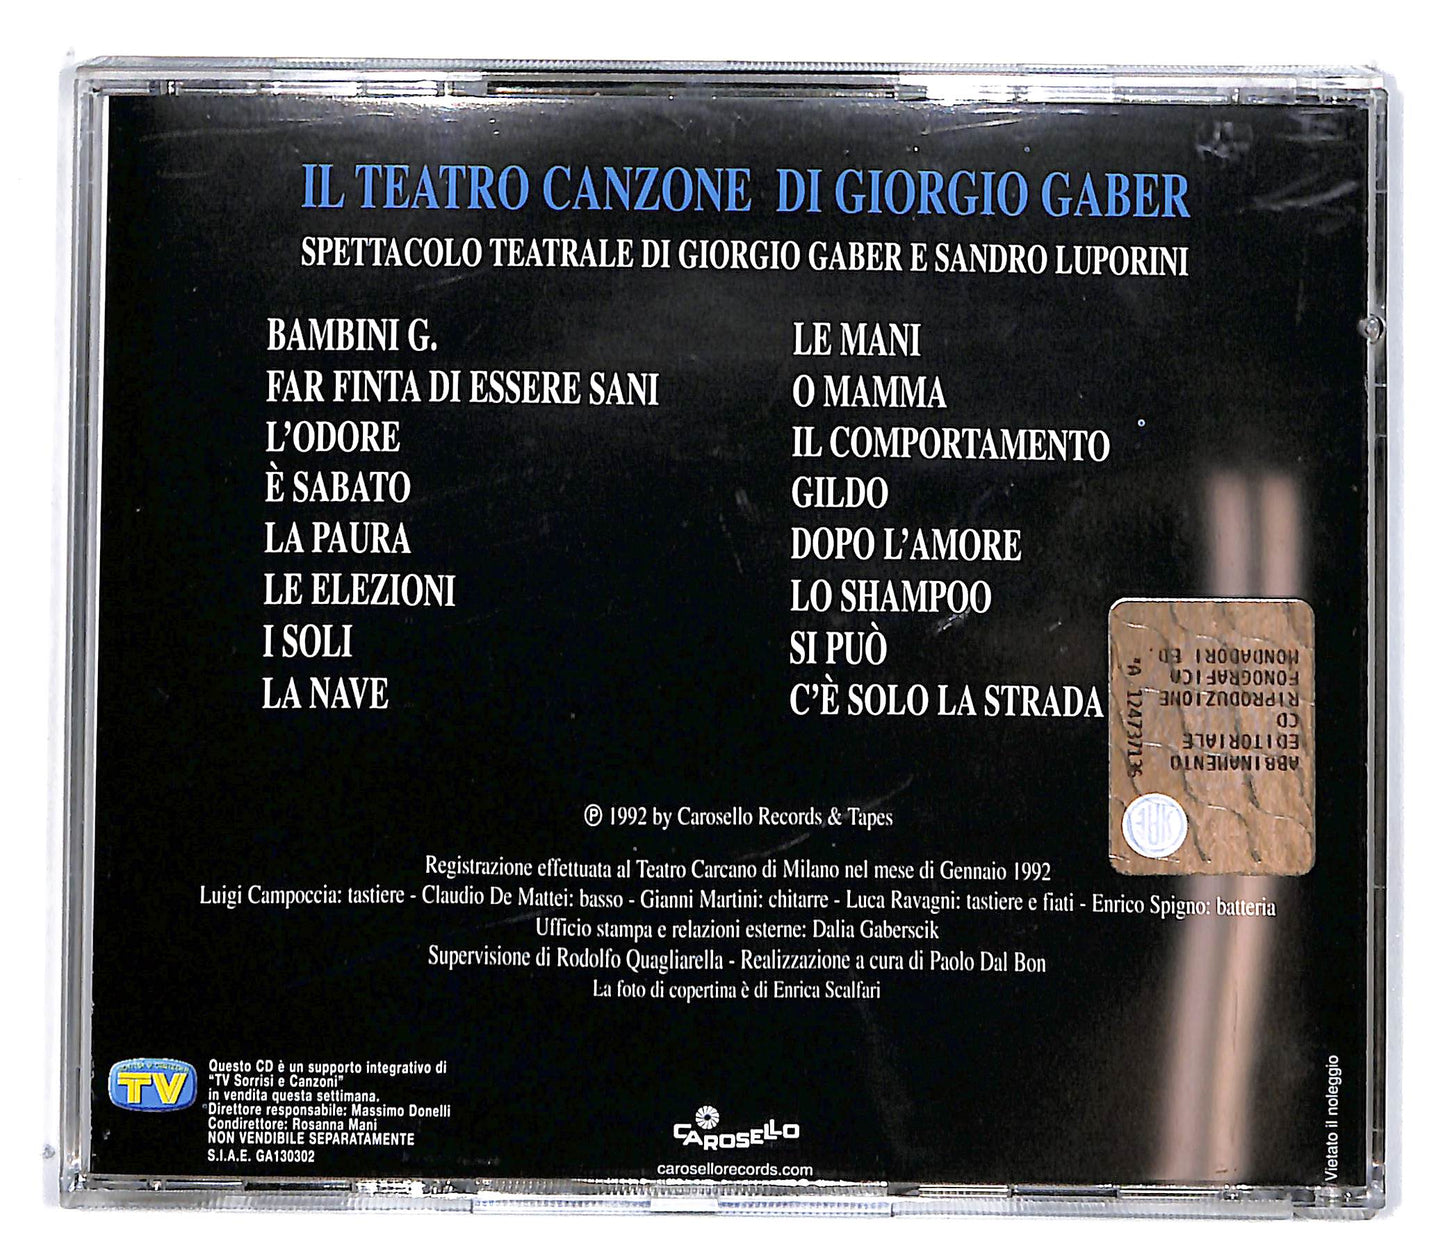 IL TEATRO CANZONE DI GIORGIO GABER
SPETTACOLO TEATRALE DI GIORGIO GABER E SANDRO LUPORINI
BAMBINI G.
FAR FINTA DI ESSERE SANI
L'ODORE
È SABATO
LA PAURA
LE ELEZIONI
I SOLI
LA NAVE
LE MANI
O MAMMA
IL COMPORTAMENTO
GILDO
DOPO L'AMORE
LO SHAMPOO
SI PUÒ
C'È SOLO LA STRADA
ABBINAMENTO
EDITORIALE
CD
RIPRODUZIONE
FONOGRAFICA
MONDADORI ED.
*A 124737136
℗ 1992 by Carosello Records & Tapes
Registrazione effettuata al Teatro Carcano di Milano nel mese di Gennaio 1992
Luigi Campoccia: tastiere - Claudio De Mattei: basso - Gianni Martini: chitarre - Luca Ravagni: tastiere e fiati - Enrico Spigno: batteria
Ufficio stampa e relazioni esterne: Dalia Gaberscik
Supervisione di Rodolfo Quagliarella - Realizzazione a cura di Paolo Dal Bon
La foto di copertina è di Enrica Scalfari
TV
Questo CD è un supporto integrativo di
"TV Sorrisi e Canzoni"
in vendita questa settimana.
Direttore responsabile: Massimo Donelli
Condirettore: Rosanna Mani
NON VENDIBILE SEPARATAMENTE
S.I.A.E. GA130302
CAROSELLO
carosellorecords.com
Vietato il noleggio